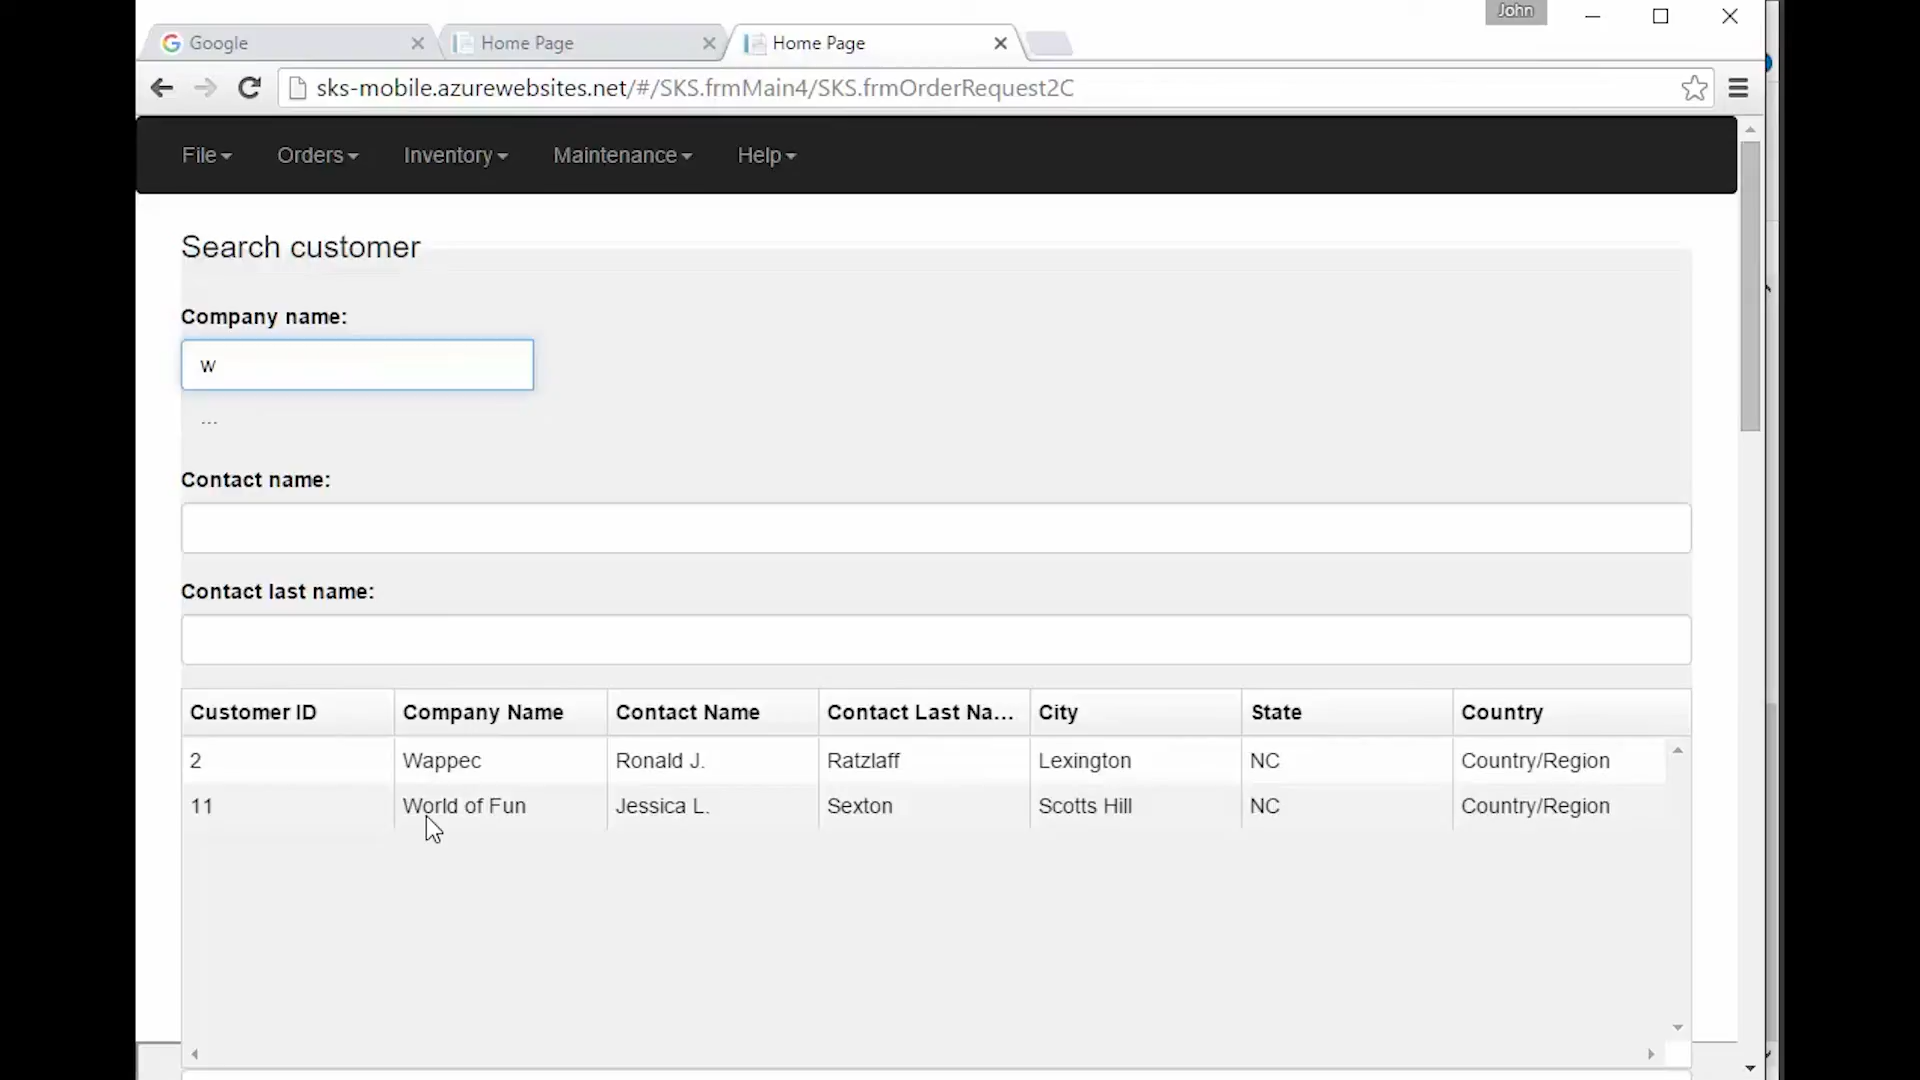 John
Google
Home Page
Home Page
sks-mobile.azurewebsites.net/#/SKS.frmMain4/SKS.frmOrderRequest2C
File Orders Inventory Maintenance Help
Search customer
Company name:
w
...
Contact name:
Contact last name:
Customer ID Company Name Contact Name Contact Last Na... City State Country
2 Wappec Ronald J. Ratzlaff Lexington NC Country/Region
11 World of Fun Jessica L. Sexton Scotts Hill NC Country/Region